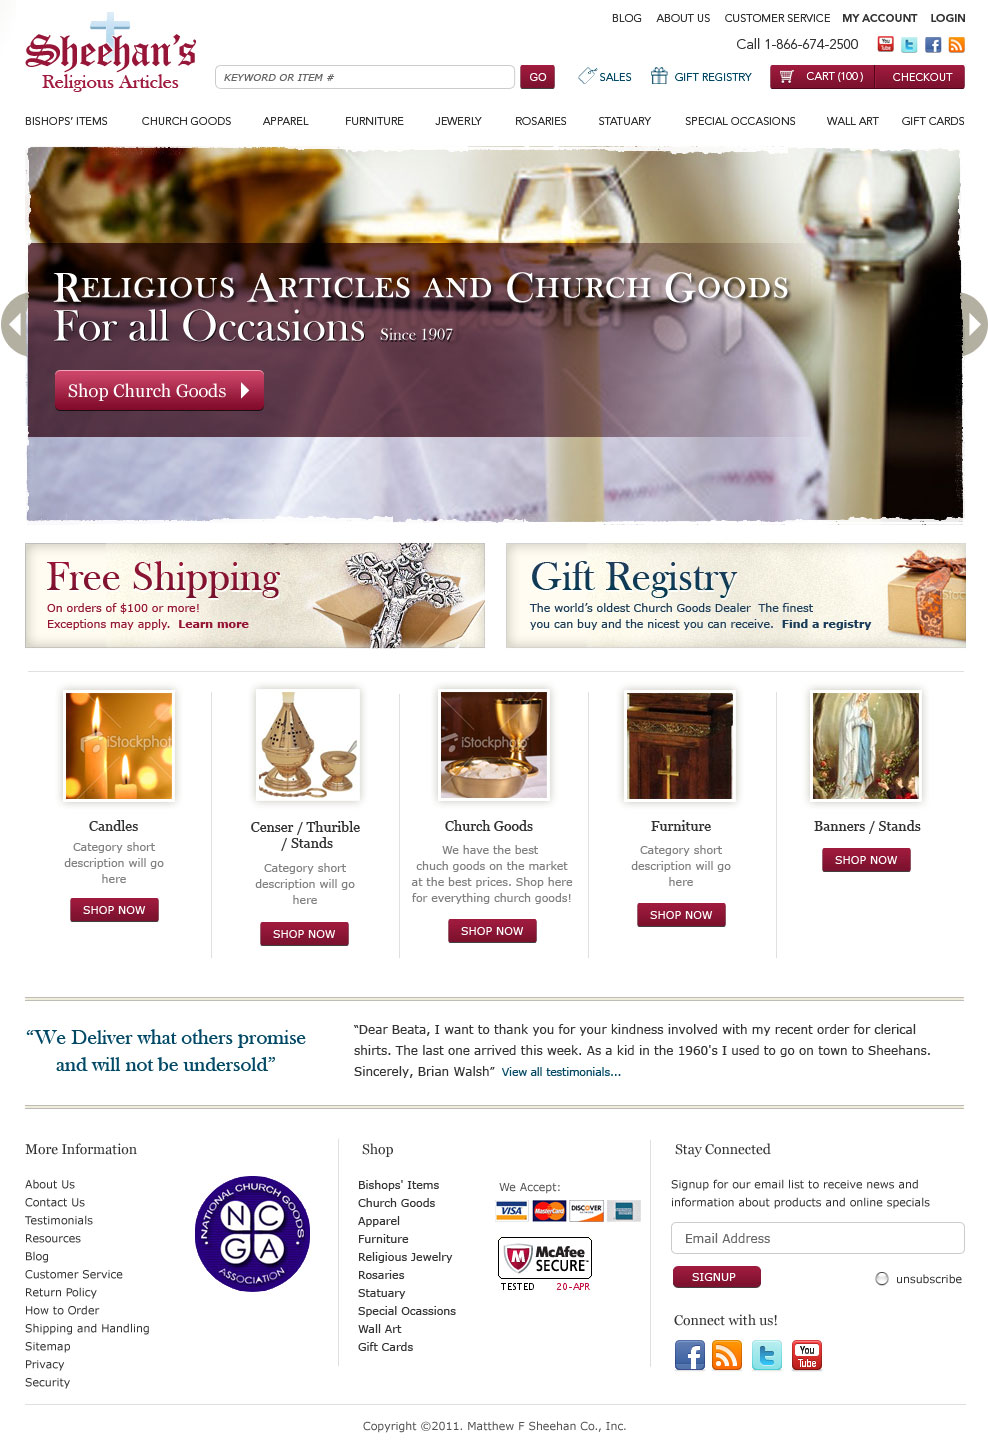 BLOG ABOUT US CUSTOMER SERVICE MY ACCOUNT LOGIN
Sheehan's
Religious Articles
Call 1-866-674-2500
You Tube
KEYWORD OR ITEM #
GO
SALES
GIFT REGISTRY
CART (100)
CHECKOUT
BISHOPS' ITEMS CHURCH GOODS APPAREL FURNITURE JEWERLY ROSARIES STATUARY SPECIAL OCCASIONS WALL ART GIFT CARDS
Religious Articles and Church Goods
For all Occasions Since 1907
Shop Church Goods
Free Shipping
On orders of $100 or more!
Exceptions may apply. Learn more
Gift Registry
The world's oldest Church Goods Dealer The finest
you can buy and the nicest you can receive. Find a registry
iStockphoto
iStockphoto
iStockphoto
Candles
Category short
description will go
here
SHOP NOW
Censer / Thurible
/ Stands
Category short
description will go
here
SHOP NOW
Church Goods
We have the best
chuch goods on the market
at the best prices. Shop here
for everything church goods!
SHOP NOW
Furniture
Category short
description will go
here
SHOP NOW
Banners / Stands
SHOP NOW
“We Deliver what others promise
and will not be undersold”
“Dear Beata, I want to thank you for your kindness involved with my recent order for clerical
shirts. The last one arrived this week. As a kid in the 1960's I used to go on town to Sheehans.
Sincerely, Brian Walsh” View all testimonials...
More Information
About Us
Contact Us
Testimonials
Resources
Blog
Customer Service
Return Policy
How to Order
Shipping and Handling
Sitemap
Privacy
Security
NATIONAL CHURCH GOODS
NC
GA
ASSOCIATION
Shop
Bishops' Items
Church Goods
Apparel
Furniture
Religious Jewelry
Rosaries
Statuary
Special Ocassions
Wall Art
Gift Cards
We Accept:
VISA MasterCard DISCOVER
McAfee
SECURE
TESTED 20-APR
Stay Connected
Signup for our email list to receive news and
information about products and online specials
Email Address
SIGNUP
unsubscribe
Connect with us!
You Tube
Copyright ©2011. Matthew F Sheehan Co., Inc.